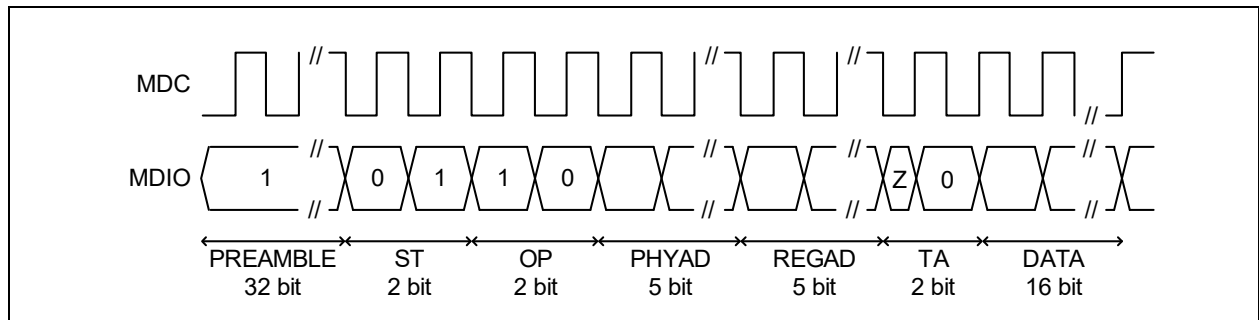 MDC // // // //
// // // //
MDIO 1 0 1 1 0 Z 0
// // // //
PREAMBLE ST OP PHYAD REGAD TA DATA
32 bit 2 bit 2 bit 5 bit 5 bit 2 bit 16 bit